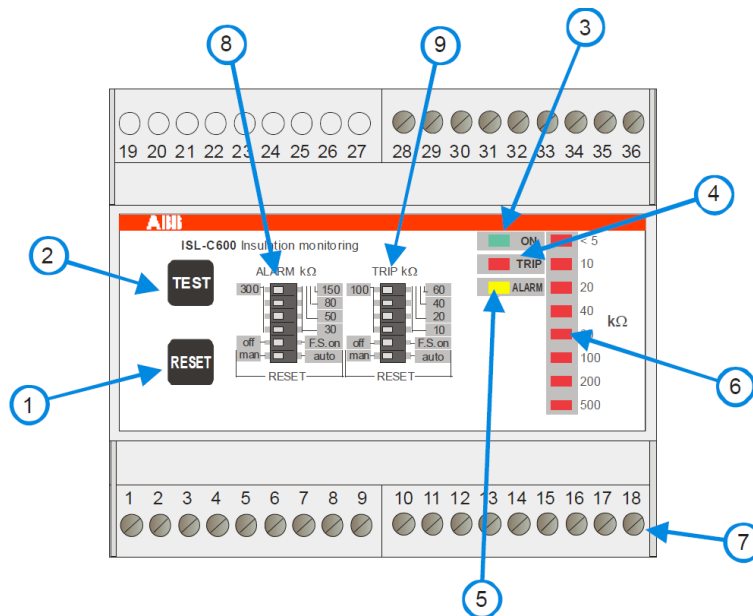 8
9
3
19 20 21 22 23 24 25 26 27
28 29 30 31 32 33 34 35 36
4
2
ABB
ISL-C600 Insulation monitoring
TEST
RESET
ALARM kΩ
300
150
80
50
30
off
F.S.on
man
auto
RESET
TRIP kΩ
100
60
40
20
10
off
F.S.on
man
auto
RESET
ON
TRIP
ALARM
< 5
10
20
40
100
200
500
kΩ
1
6
1 2 3 4 5 6 7 8 9
10 11 12 13 14 15 16 17 18
7
5